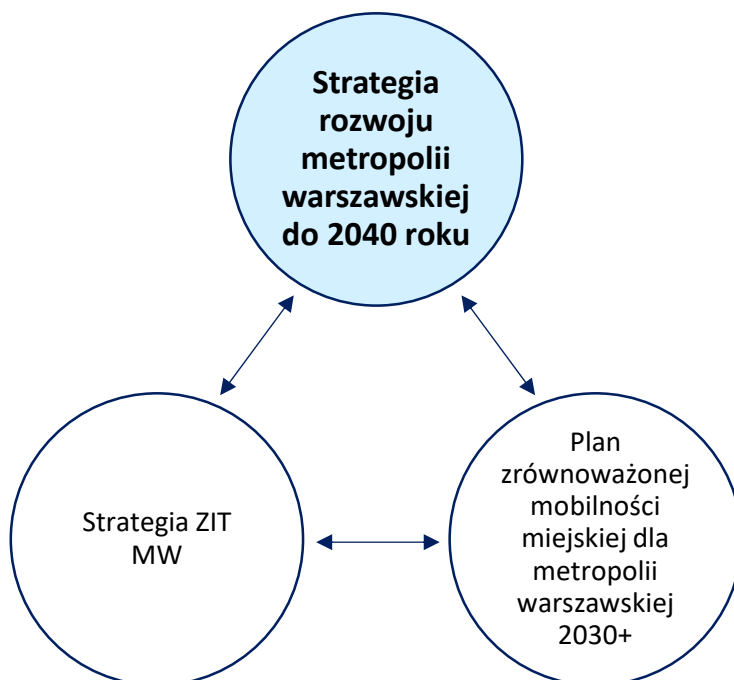 Strategia
rozwoju
metropolii
warszawskiej
do 2040 roku
Strategia ZIT
MW
Plan
zrównoważonej
mobilności
miejskiej dla
metropolii
warszawskiej
2030+